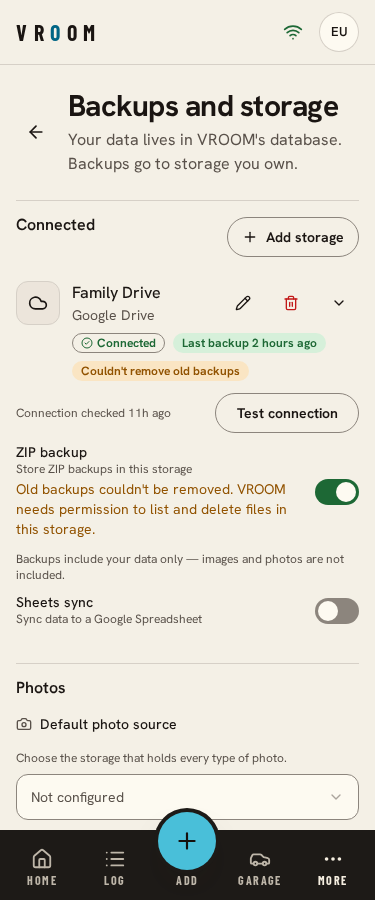 VROOM
EU
Backups and storage
Your data lives in VROOM's database.
Backups go to storage you own.
Connected
Add storage
Family Drive
Google Drive
Connected
Last backup 2 hours ago
Couldn't remove old backups
Connection checked 11h ago
Test connection
ZIP backup
Store ZIP backups in this storage
Old backups couldn't be removed. VROOM
needs permission to list and delete files in
this storage.
Backups include your data only — images and photos are not
included.
Sheets sync
Sync data to a Google Spreadsheet
Photos
Default photo source
Choose the storage that holds every type of photo.
Not configured
HOME
LOG
ADD
GARAGE
MORE